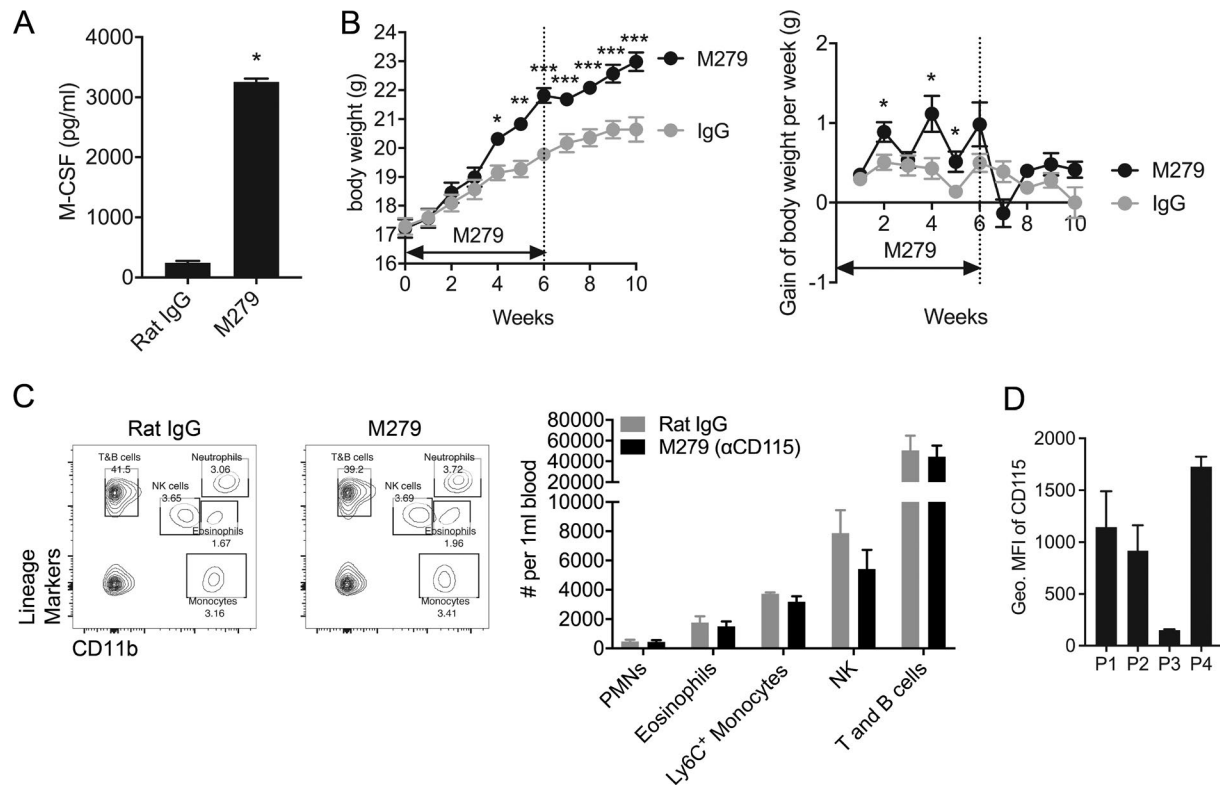 A
4000
3000
2000
1000
0
M-CSF (pg/ml)
*
Rat IgG
M279
B
24
23
22
21
20
19
18
17
16
body weight (g)
* ** *** *** *** *** ***
M279
IgG
M279
0 2 4 6 8 10
Weeks
2
1
0
-1
Gain of body weight per week (g)
* * *
M279
IgG
2 4 6 8 10
M279
Weeks
C
Rat IgG
T&B cells
41.5
Neutrophils
3.06
NK cells
3.65
Eosinophils
1.67
Monocytes
3.16
M279
T&B cells
39.2
Neutrophils
3.72
NK cells
3.69
Eosinophils
1.96
Monocytes
3.41
Lineage
Markers
CD11b
80000
60000
40000
20000
10000
8000
6000
4000
2000
0
# per 1ml blood
Rat IgG
M279 (αCD115)
PMNs
Eosinophils
Ly6C⁺ Monocytes
NK
T and B cells
D
2000
1500
1000
500
0
Geo. MFI of CD115
P1 P2 P3 P4